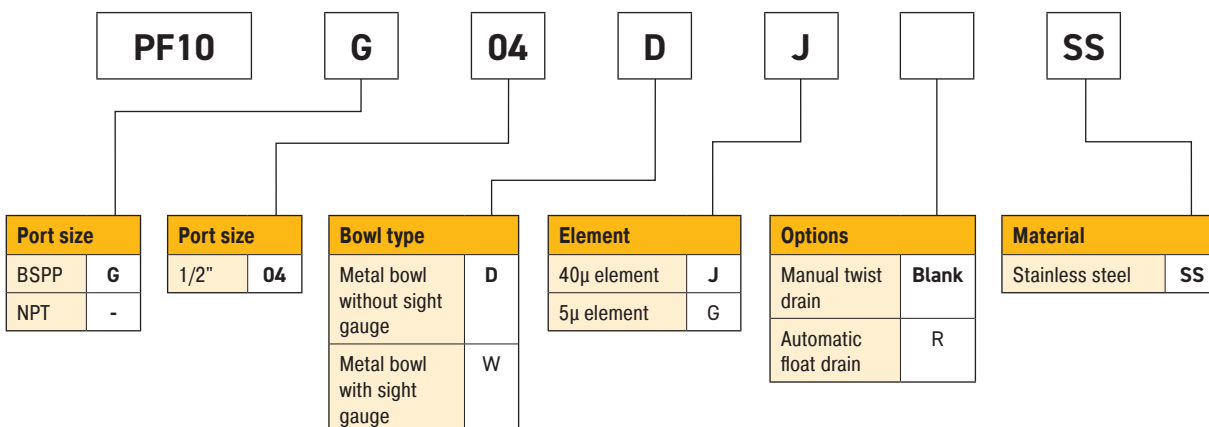 PF10 G 04 D J SS
Port size
BSPP G
NPT -
Port size
1/2" 04
Bowl type
Metal bowl D
without sight
gauge
Metal bowl W
with sight
gauge
Element
40µ element J
5µ element G
Options
Manual twist Blank
drain
Automatic R
float drain
Material
Stainless steel SS